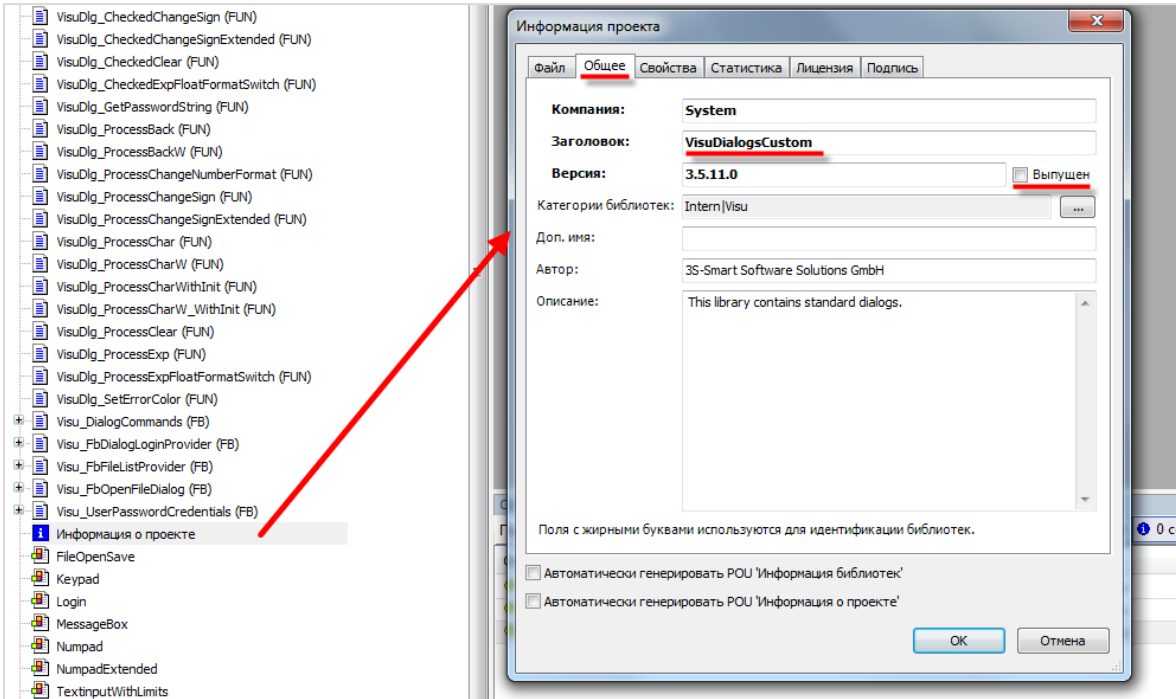 VisuDlg_CheckedChangeSign (FUN)
VisuDlg_CheckedChangeSignExtended (FUN)
VisuDlg_CheckedClear (FUN)
VisuDlg_CheckedExpFloatFormatSwitch (FUN)
VisuDlg_GetPasswordString (FUN)
VisuDlg_ProcessBack (FUN)
VisuDlg_ProcessBackW (FUN)
VisuDlg_ProcessChangeNumberFormat (FUN)
VisuDlg_ProcessChangeSign (FUN)
VisuDlg_ProcessChangeSignExtended (FUN)
VisuDlg_ProcessChar (FUN)
VisuDlg_ProcessCharW (FUN)
VisuDlg_ProcessCharWithInit (FUN)
VisuDlg_ProcessCharW_WithInit (FUN)
VisuDlg_ProcessClear (FUN)
VisuDlg_ProcessExp (FUN)
VisuDlg_ProcessExpFloatFormatSwitch (FUN)
VisuDlg_SetErrorColor (FUN)
Visu_DialogCommands (FB)
Visu_FbDialogLoginProvider (FB)
Visu_FbFileListProvider (FB)
Visu_FbOpenFileDialog (FB)
Visu_UserPasswordCredentials (FB)
Информация о проекте
FileOpenSave
Keypad
Login
MessageBox
Numpad
NumpadExtended
TextinputWithLimits
Информация проекта
Файл Общее Свойства Статистика Лицензия Подпись
Компания: System
Заголовок: VisuDialogsCustom
Версия: 3.5.11.0 Выпущен
Категории библиотек: Intern|Visu ...
Доп. имя:
Автор: 3S-Smart Software Solutions GmbH
Описание: This library contains standard dialogs.
Поля с жирными буквами используются для идентификации библиотек.
Автоматически генерировать POU 'Информация библиотек'
Автоматически генерировать POU 'Информация о проекте'
OK Отмена
0 с